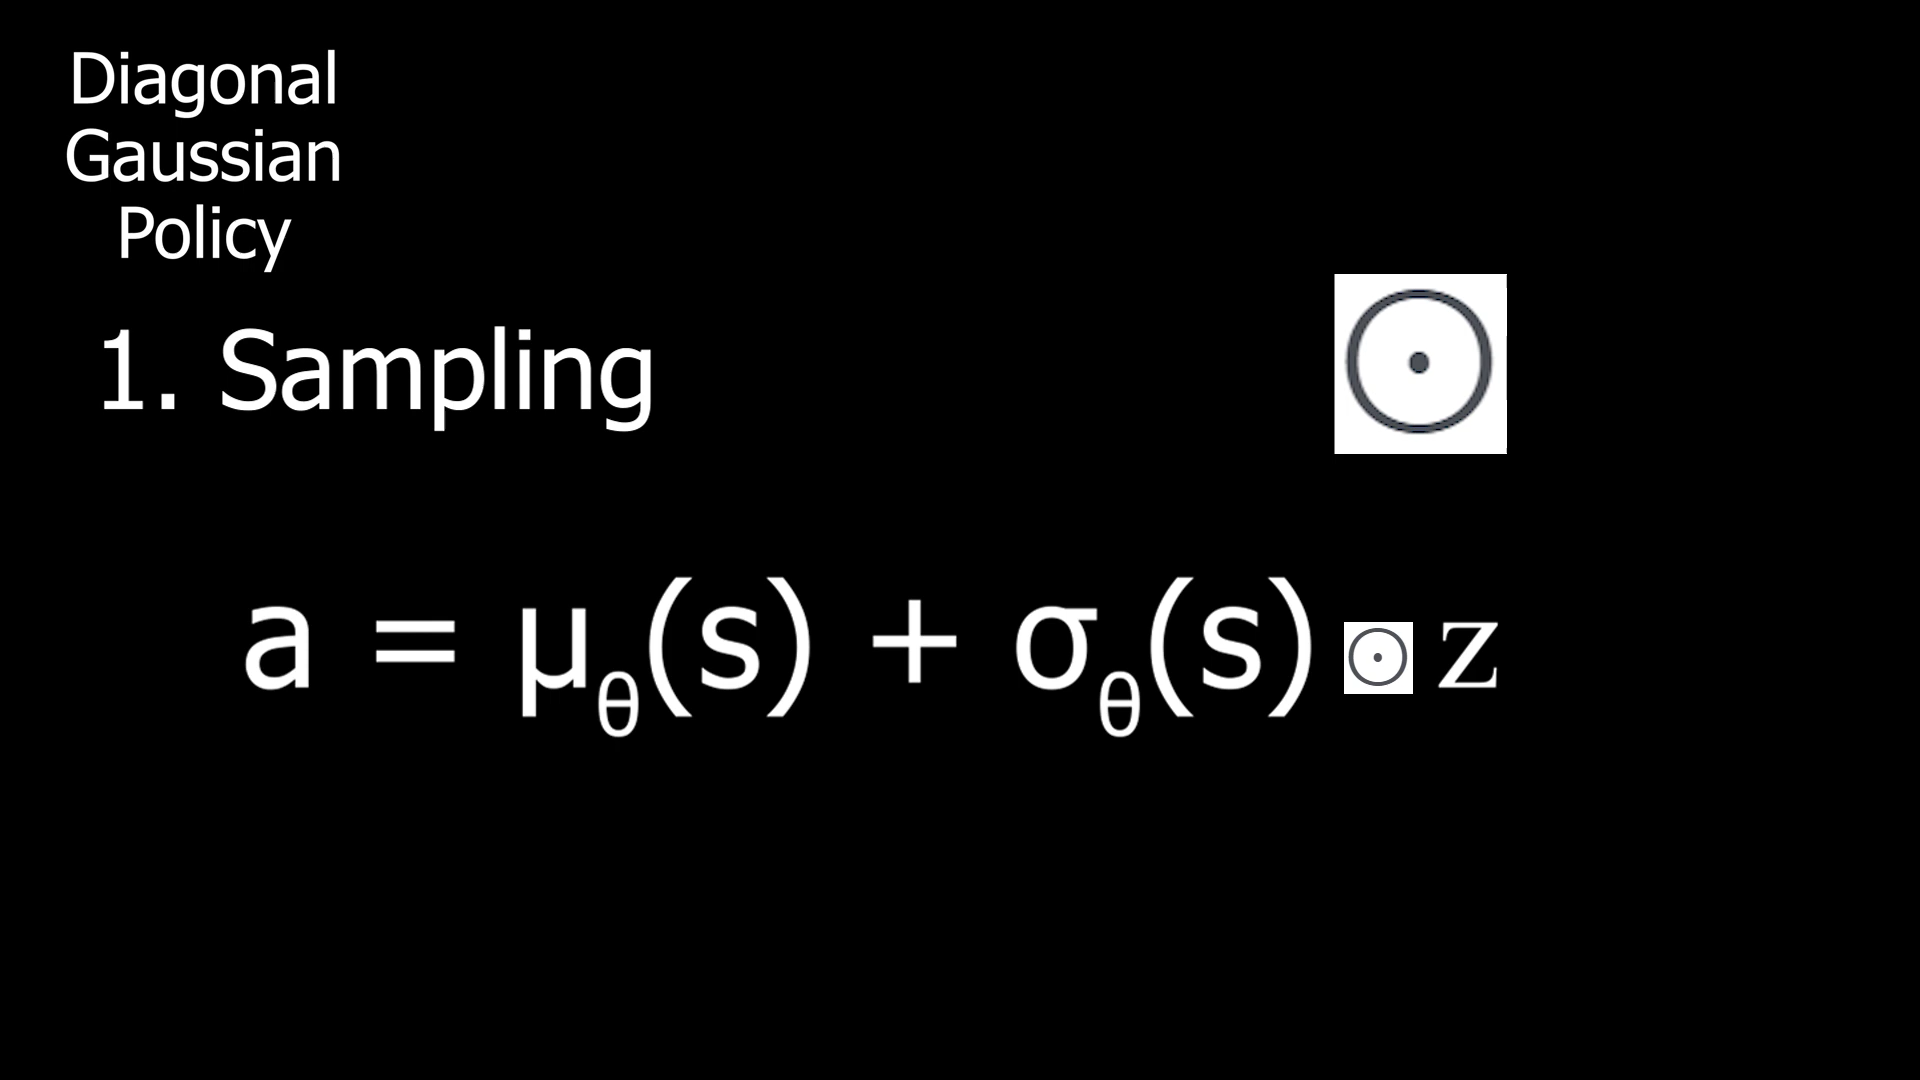 Diagonal
Gaussian
Policy
1. Sampling
⊙
a = μθ(s) + σθ(s) ⊙ z